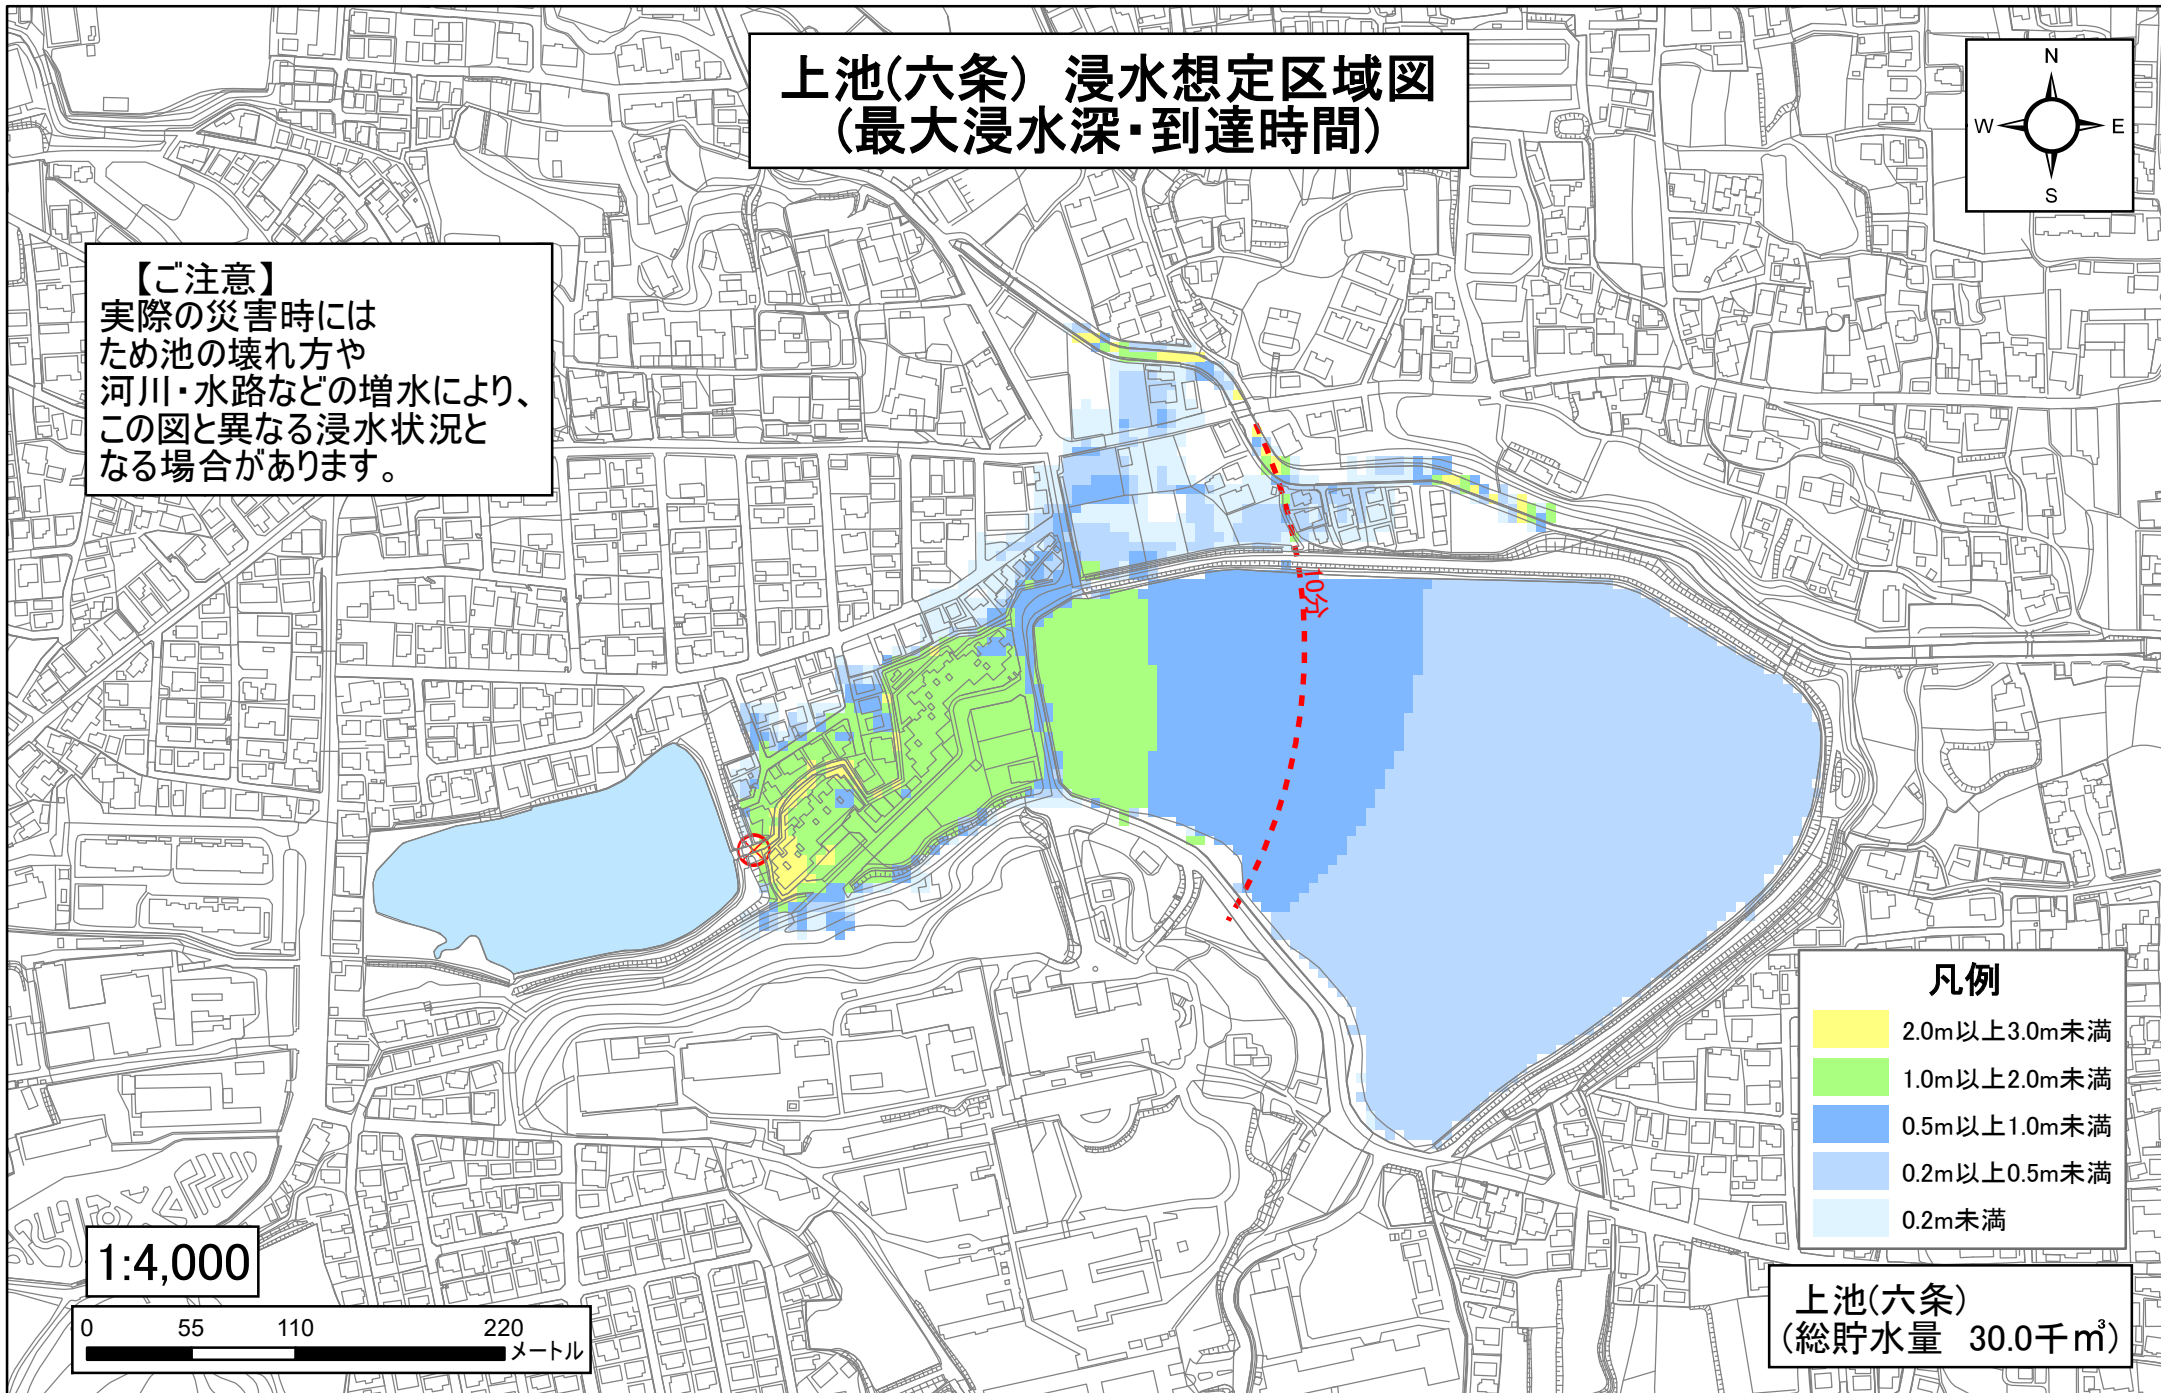 上池(六条) 浸水想定区域図
(最大浸水深・到達時間)
N
W
E
S
【ご注意】
実際の災害時には
ため池の壊れ方や
河川・水路などの増水により、
この図と異なる浸水状況と
なる場合があります。
10分
凡例
2.0m以上3.0m未満
1.0m以上2.0m未満
0.5m以上1.0m未満
0.2m以上0.5m未満
0.2m未満
1:4,000
0 55 110 220
メートル
上池(六条)
(総貯水量 30.0千㎥)